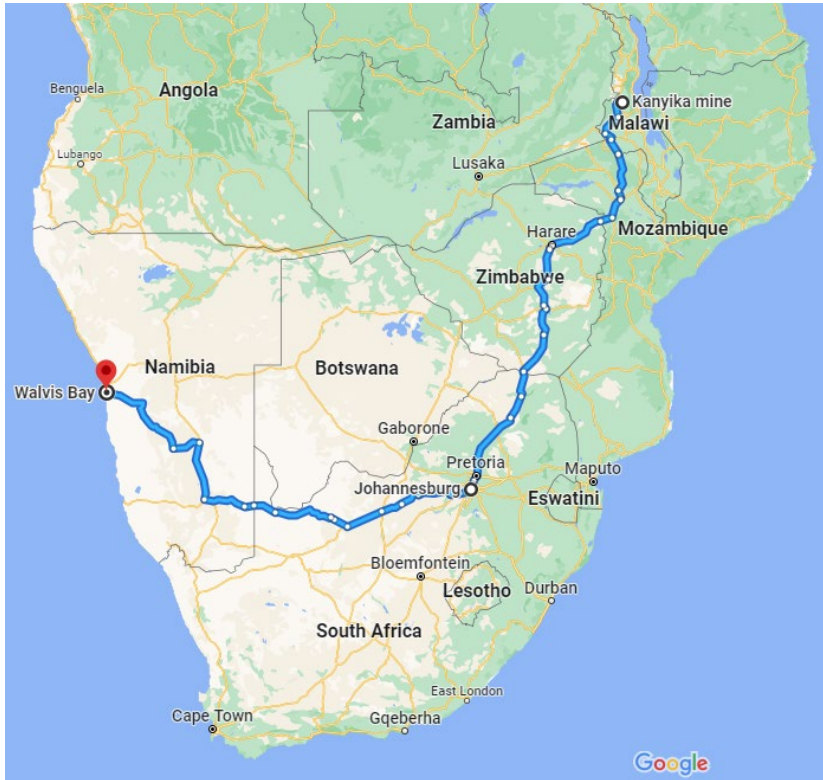 Benguela
Angola
Kanyika mine
Zambia
Malawi
Lubango
Lusaka
Harare
Mozambique
Zimbabwe
Namibia
Botswana
Walvis Bay
Gaborone
Pretoria
Maputo
Johannesburg
Eswatini
Bloemfontein
Lesotho
Durban
South Africa
East London
Cape Town
Gqeberha
Google